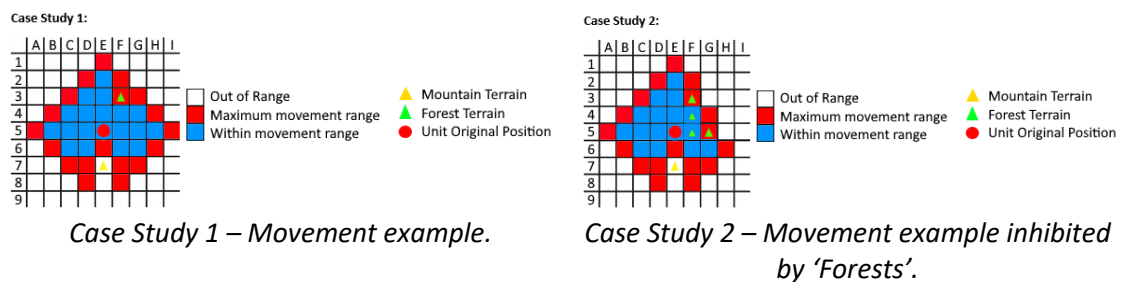 Case Study 1:
A B C D E F G H I
1
2
3
4
5
6
7
8
9
Out of Range
Maximum movement range
Within movement range
Mountain Terrain
Forest Terrain
Unit Original Position
Case Study 1 – Movement example.
Case Study 2:
A B C D E F G H I
1
2
3
4
5
6
7
8
9
Out of Range
Maximum movement range
Within movement range
Mountain Terrain
Forest Terrain
Unit Original Position
Case Study 2 – Movement example inhibited
by ‘Forests’.